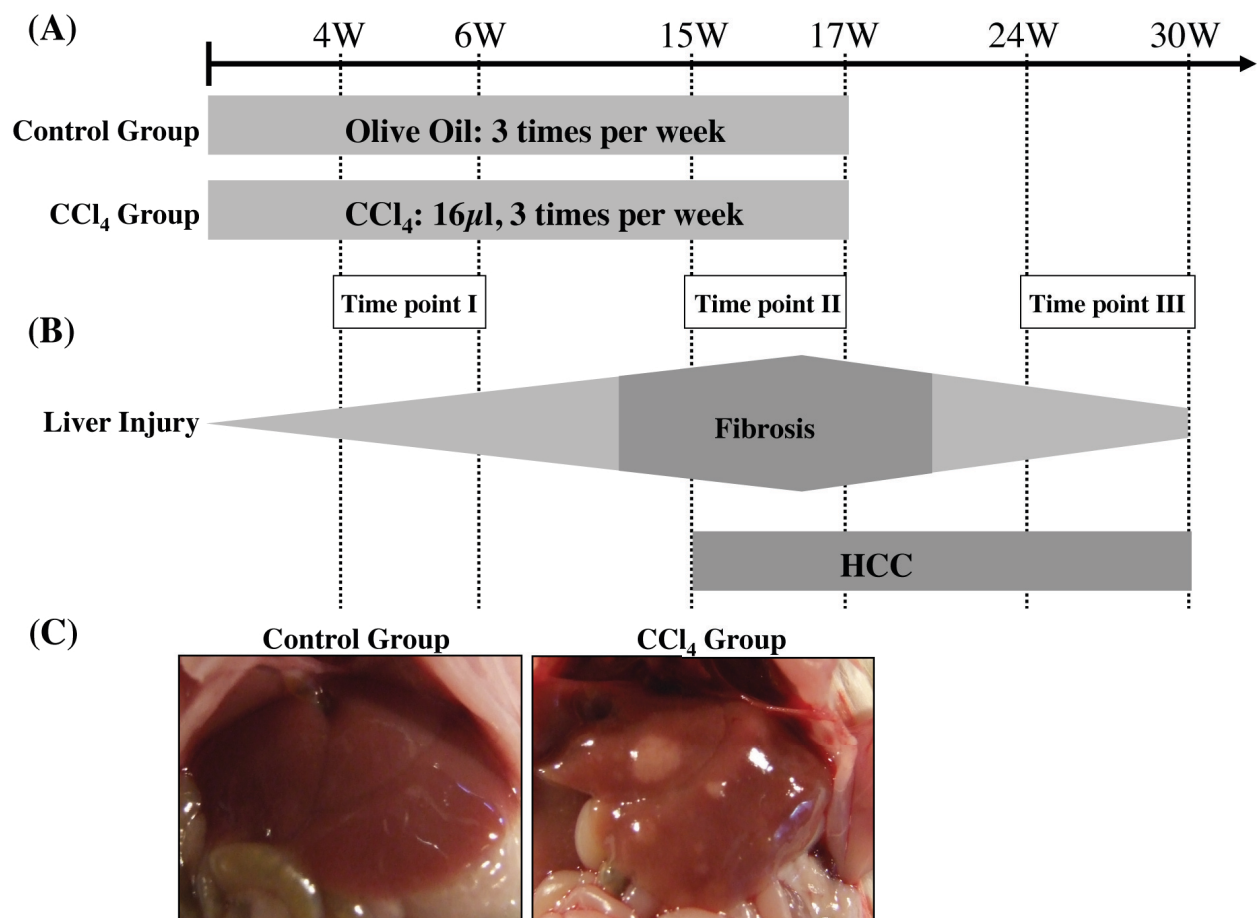 (A)
4W 6W 15W 17W 24W 30W
Control Group
Olive Oil: 3 times per week
CCl₄ Group
CCl₄: 16μl, 3 times per week
Time point I
Time point II
Time point III
(B)
Liver Injury
Fibrosis
HCC
(C)
Control Group
CCl₄ Group